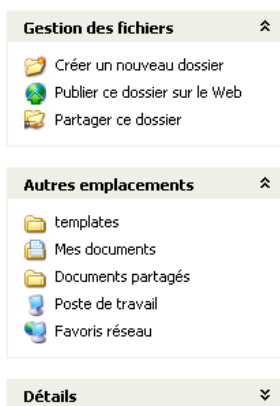 Gestion des fichiers
Créer un nouveau dossier
Publier ce dossier sur le Web
Partager ce dossier
Autres emplacements
templates
Mes documents
Documents partagés
Poste de travail
Favoris réseau
Détails